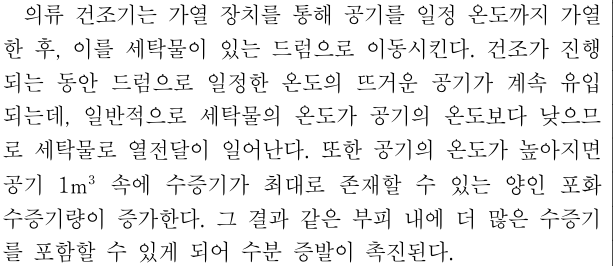 의류 건조기는 가열 장치를 통해 공기를 일정 온도까지 가열
한 후, 이를 세탁물이 있는 드럼으로 이동시킨다. 건조가 진행
되는 동안 드럼으로 일정한 온도의 뜨거운 공기가 계속 유입
되는데, 일반적으로 세탁물의 온도가 공기의 온도보다 낮으므
로 세탁물로 열전달이 일어난다. 또한 공기의 온도가 높아지면
공기 1m³ 속에 수증기가 최대로 존재할 수 있는 양인 포화
수증기량이 증가한다. 그 결과 같은 부피 내에 더 많은 수증기
를 포함할 수 있게 되어 수분 증발이 촉진된다.